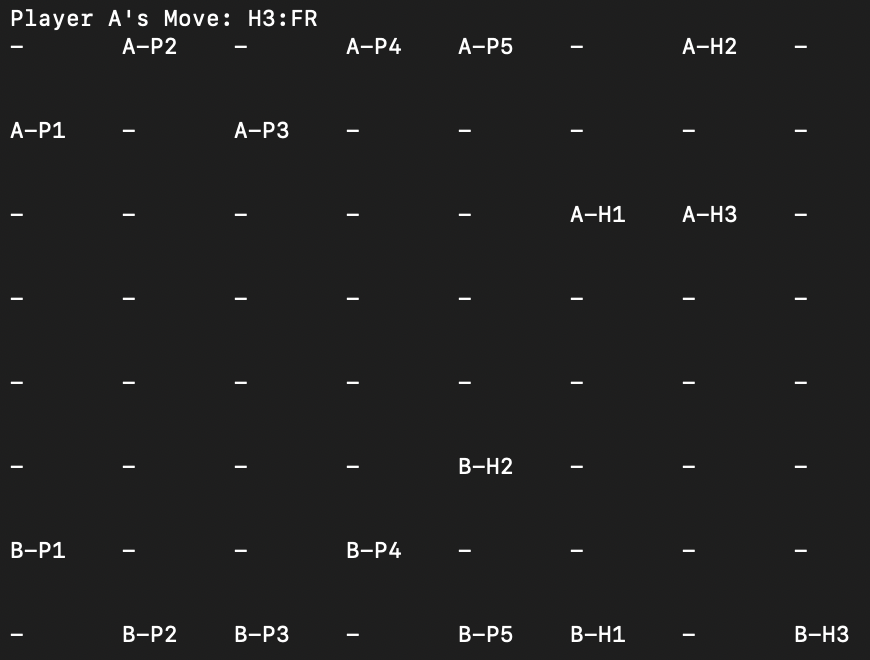 Player A's Move: H3:FR
-    A-P2    -    A-P4    A-P5    -    A-H2    -
A-P1    -    A-P3    -    -    -    -    -
-    -    -    -    -    A-H1    A-H3    -
-    -    -    -    -    -    -    -
-    -    -    -    -    -    -    -
-    -    -    -    B-H2    -    -    -
B-P1    -    -    B-P4    -    -    -    -
-    B-P2    B-P3    -    B-P5    B-H1    -    B-H3